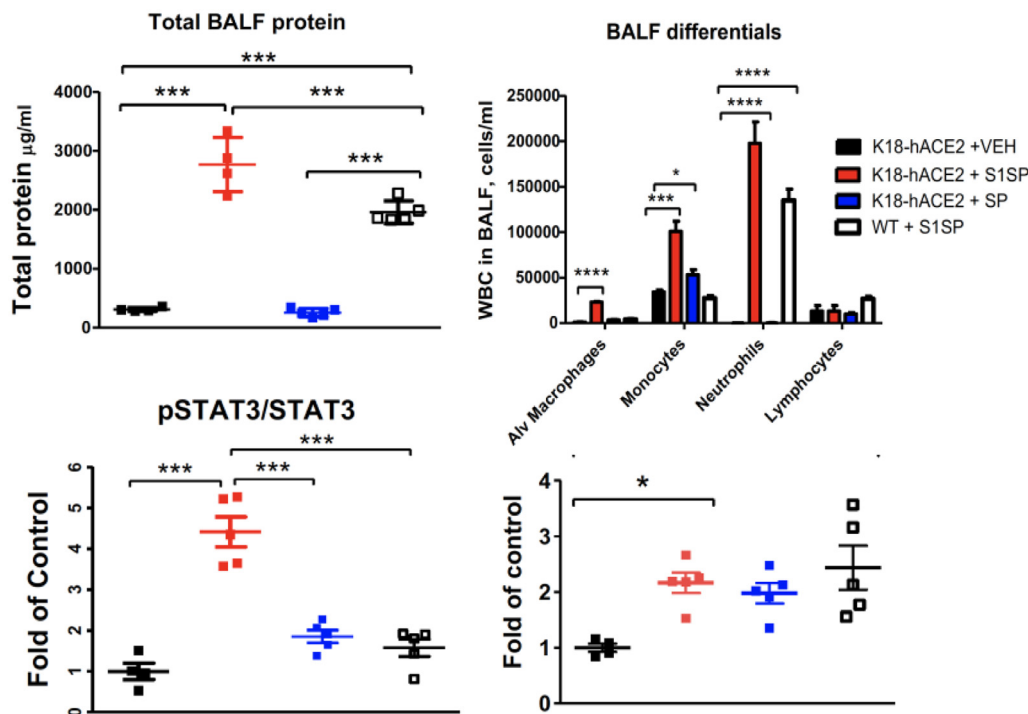 Total BALF protein
***
***
***
***
Total protein µg/ml
4000
3000
2000
1000
0
BALF differentials
****
****
*
***
****
WBC in BALF, cells/ml
250000
200000
150000
100000
50000
0
K18-hACE2 +VEH
K18-hACE2 + S1SP
K18-hACE2 + SP
WT + S1SP
Alv Macrophages
Monocytes
Neutrophils
Lymphocytes
pSTAT3/STAT3
***
***
***
Fold of Control
6
5
4
3
2
1
0
*
Fold of control
4
3
2
1
0